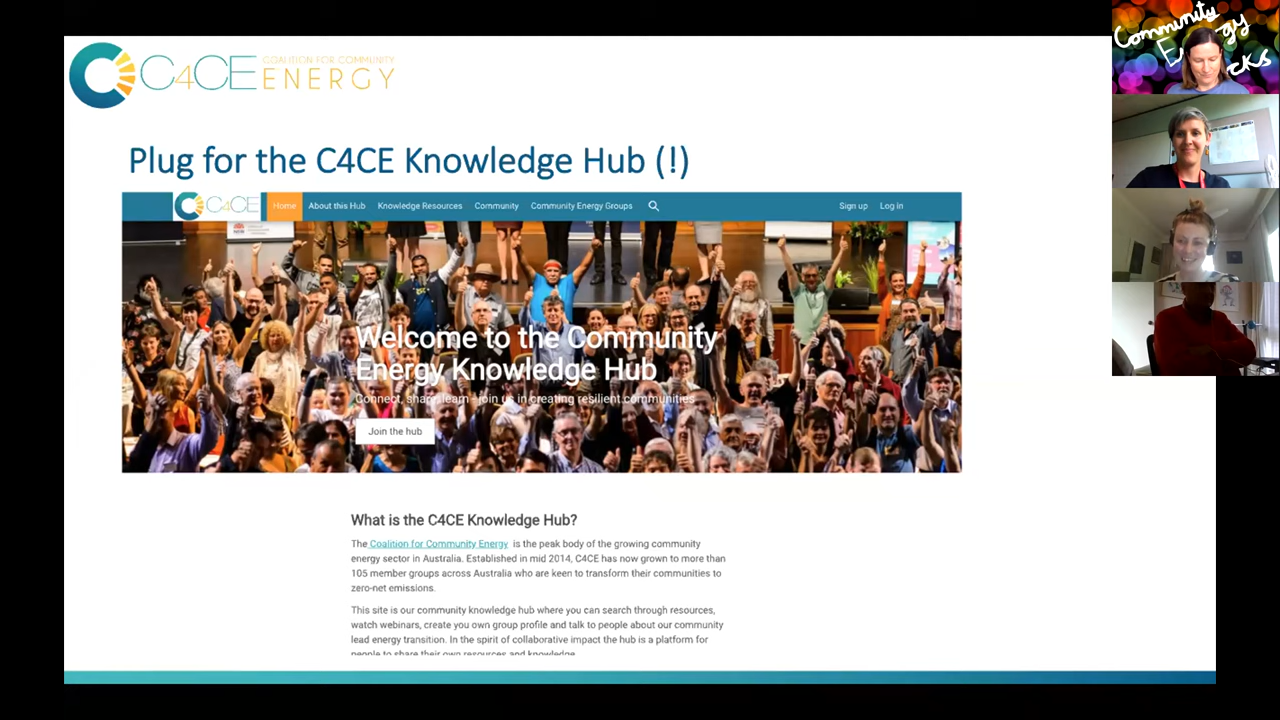 C4CE COALITION FOR COMMUNITY
ENERGY
Plug for the C4CE Knowledge Hub (!)
C4CE Home About this Hub Knowledge Resources Community Community Energy Groups Sign up Log in
Welcome to the Community
Energy Knowledge Hub
Connect, share, learn - join us in creating resilient communities
Join the hub
What is the C4CE Knowledge Hub?
The Coalition for Community Energy is the peak body of the growing community
energy sector in Australia. Established in mid 2014, C4CE has now grown to more than
105 member groups across Australia who are keen to transform their communities to
zero-net emissions.
This site is our community knowledge hub where you can search through resources,
watch webinars, create you own group profile and talk to people about our community
lead energy transition. In the spirit of collaborative impact the hub is a platform for
people to share their own resources and knowledge.
Community